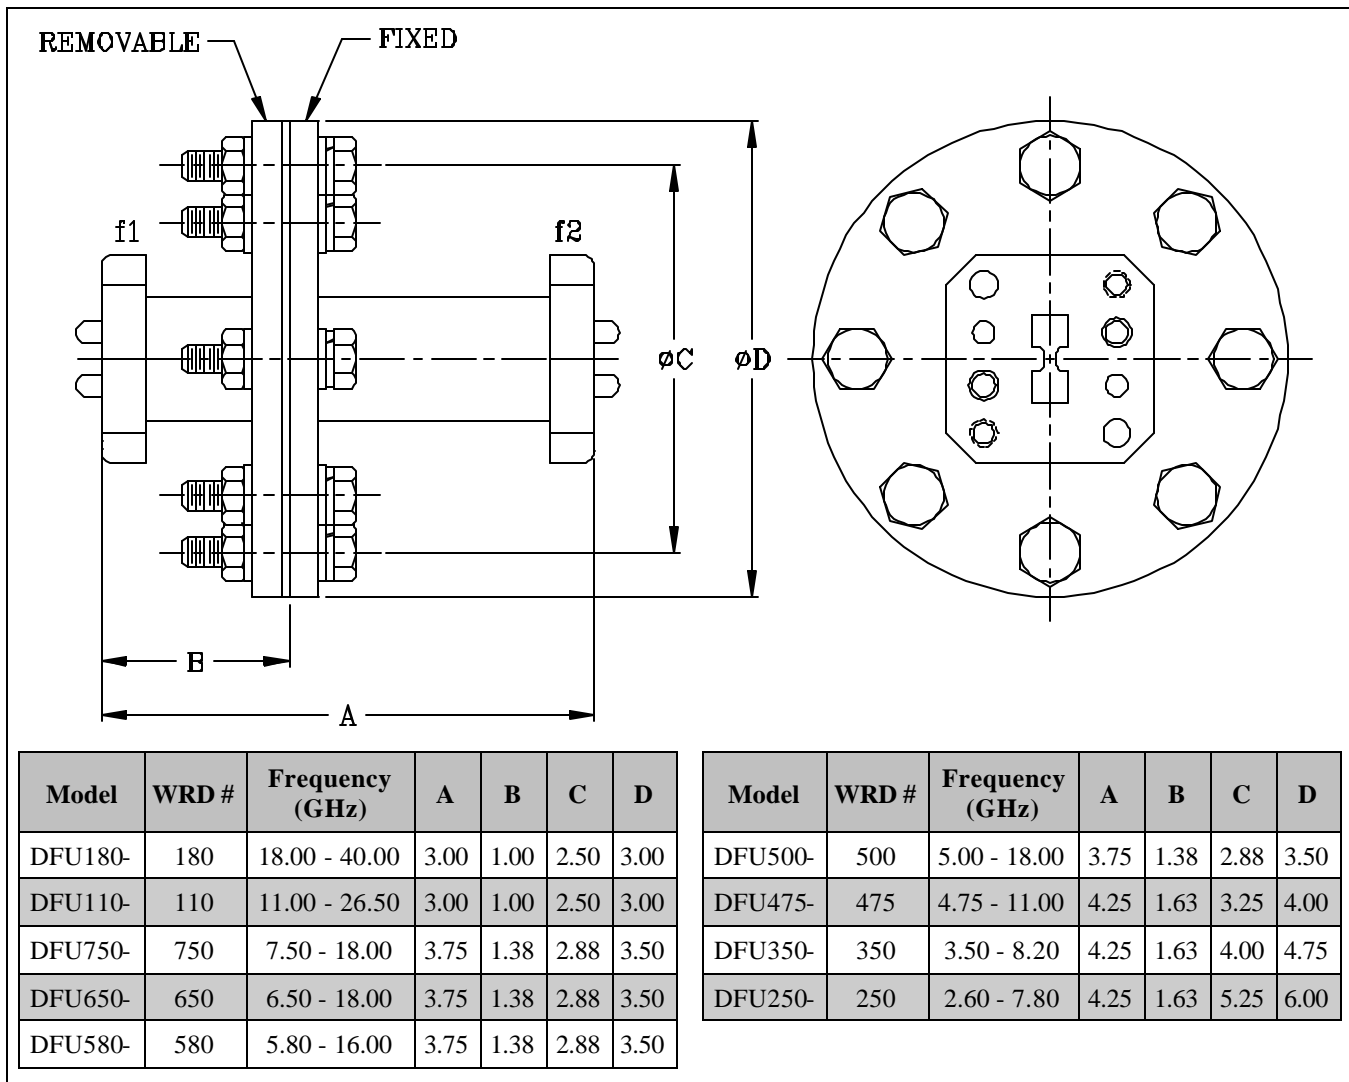 REMOVABLE
FIXED
f1
f2
øC
øD
B
A
Model WRD # Frequency (GHz) A B C D
DFU180- 180 18.00 - 40.00 3.00 1.00 2.50 3.00
DFU110- 110 11.00 - 26.50 3.00 1.00 2.50 3.00
DFU750- 750 7.50 - 18.00 3.75 1.38 2.88 3.50
DFU650- 650 6.50 - 18.00 3.75 1.38 2.88 3.50
DFU580- 580 5.80 - 16.00 3.75 1.38 2.88 3.50
Model WRD # Frequency (GHz) A B C D
DFU500- 500 5.00 - 18.00 3.75 1.38 2.88 3.50
DFU475- 475 4.75 - 11.00 4.25 1.63 3.25 4.00
DFU350- 350 3.50 - 8.20 4.25 1.63 4.00 4.75
DFU250- 250 2.60 - 7.80 4.25 1.63 5.25 6.00